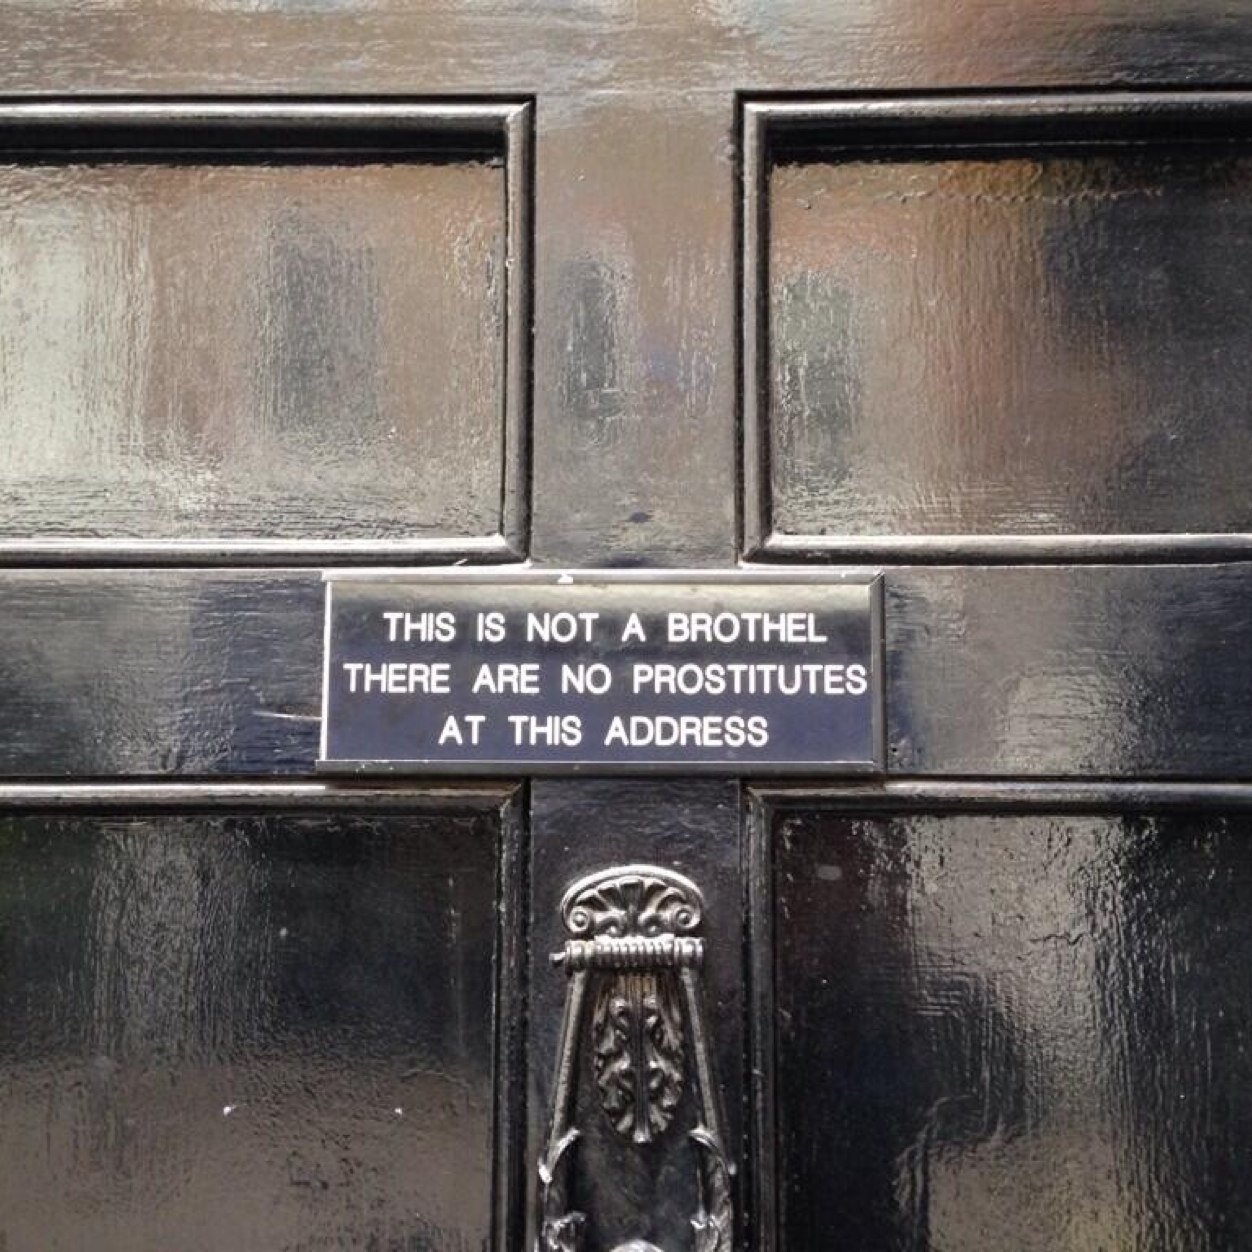 THIS IS NOT A BROTHEL
THERE ARE NO PROSTITUTES
AT THIS ADDRESS